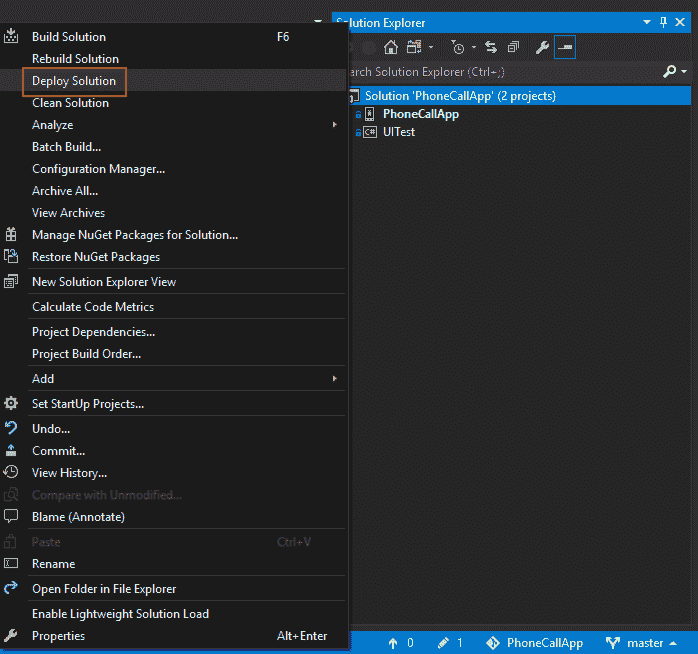 Solution Explorer
Search Solution Explorer (Ctrl+;)
Solution 'PhoneCallApp' (2 projects)
PhoneCallApp
C# UITest
Build Solution F6
Rebuild Solution
Deploy Solution
Clean Solution
Analyze
Batch Build...
Configuration Manager...
Archive All...
View Archives
Manage NuGet Packages for Solution...
Restore NuGet Packages
New Solution Explorer View
Calculate Code Metrics
Project Dependencies...
Project Build Order...
Add
Set StartUp Projects...
Undo...
Commit...
View History...
Compare with Unmodified...
Blame (Annotate)
Paste Ctrl+V
Rename
Open Folder in File Explorer
Enable Lightweight Solution Load
Properties Alt+Enter
0 1 PhoneCallApp master